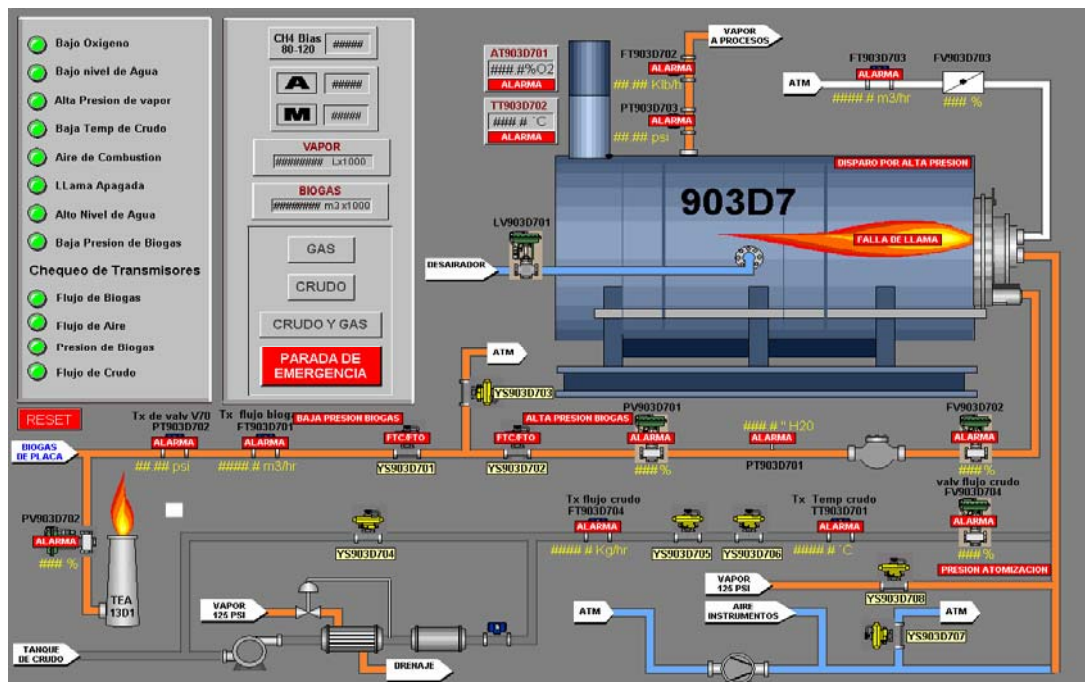 Bajo Oxigeno
Bajo nivel de Agua
Alta Presion de vapor
Baja Temp de Crudo
Aire de Combustion
LLama Apagada
Alto Nivel de Agua
Baja Presion de Biogas
Chequeo de Transmisores
Flujo de Biogas
Flujo de Aire
Presion de Biogas
Flujo de Crudo
RESET
CH4 Bias
80-120
#####
A
#####
M
#####
VAPOR
######## Lx1000
BIOGAS
######## m3 x1000
GAS
CRUDO
CRUDO Y GAS
PARADA DE
EMERGENCIA
AT903D701
###.#%O2
ALARMA
TT903D702
###.# ˚C
ALARMA
VAPOR
A PROCESOS
FT903D702
ALARMA
##.## Klb/h
PT903D703
ALARMA
##.## psi
ATM
FT903D703
ALARMA
####.# m3/hr
FV903D703
### %
DISPARO POR ALTA PRESION
903D7
FALLA DE LLAMA
LV903D701
DESAIRADOR
ATM
YS903D703
Tx de valv V70
PT903D702
ALARMA
##.## psi
Tx flujo bioga
FT903D701
ALARMA
####.# m3/hr
BAJA PRESION BIOGAS
FTC/FTO
YS903D701
ALTA PRESION BIOGAS
FTC/FTO
YS903D702
PV903D701
ALARMA
### %
###.# " H20
ALARMA
PT903D701
FV903D702
ALARMA
### %
BIOGAS
DE PLACA
PV903D702
ALARMA
### %
TEA
13D1
YS903D704
Tx flujo crudo
FT903D704
ALARMA
####.# Kg/hr
YS903D705
YS903D706
Tx Temp crudo
TT903D701
ALARMA
####.# ˚C
valv flujo crudo
FV903D704
ALARMA
### %
PRESION ATOMIZACION
VAPOR
125 PSI
YS903D708
VAPOR
125 PSI
ATM
AIRE
INSTRUMENTOS
ATM
YS903D707
TANQUE
DE CRUDO
DRENAJE